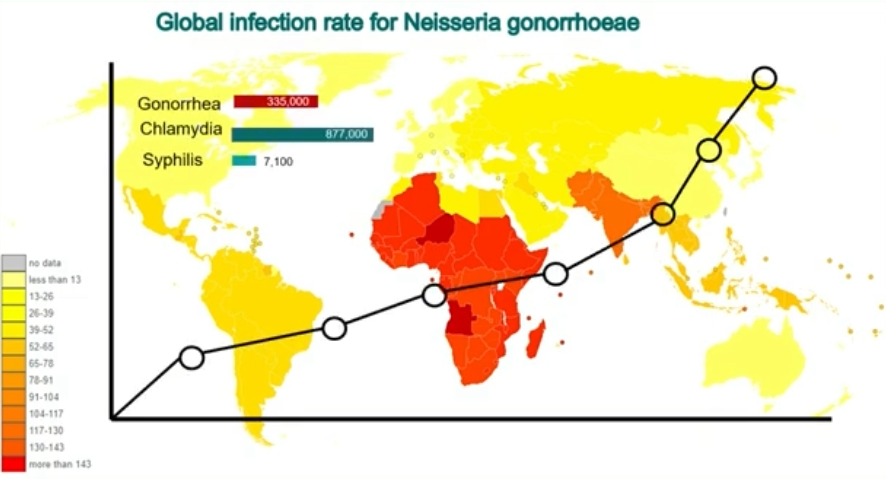 Global infection rate for Neisseria gonorrhoeae
Gonorrhea 335,000
Chlamydia 877,000
Syphilis 7,100
no data
less than 13
13-26
26-39
39-52
52-65
65-78
78-91
91-104
104-117
117-130
130-143
more than 143